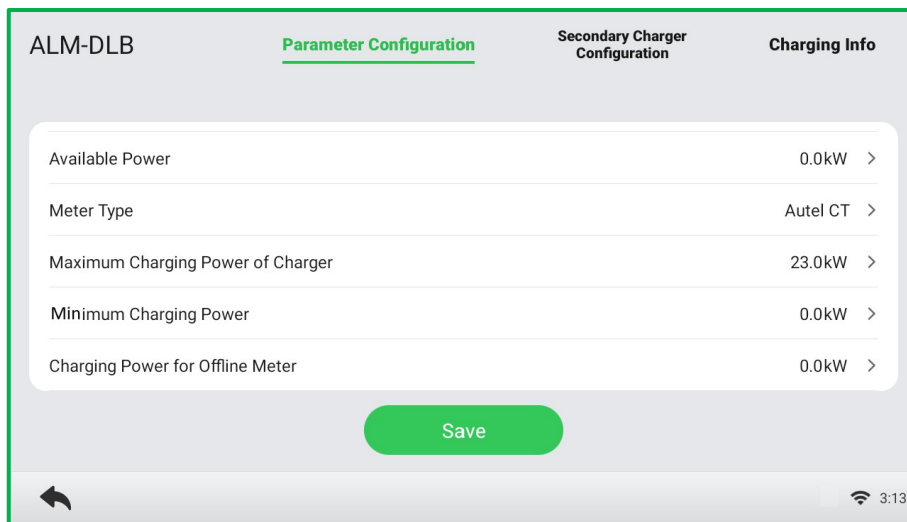 ALM-DLB
Parameter Configuration
Secondary Charger
Configuration
Charging Info
Available Power 0.0kW
Meter Type Autel CT
Maximum Charging Power of Charger 23.0kW
Minimum Charging Power 0.0kW
Charging Power for Offline Meter 0.0kW
Save
3:13